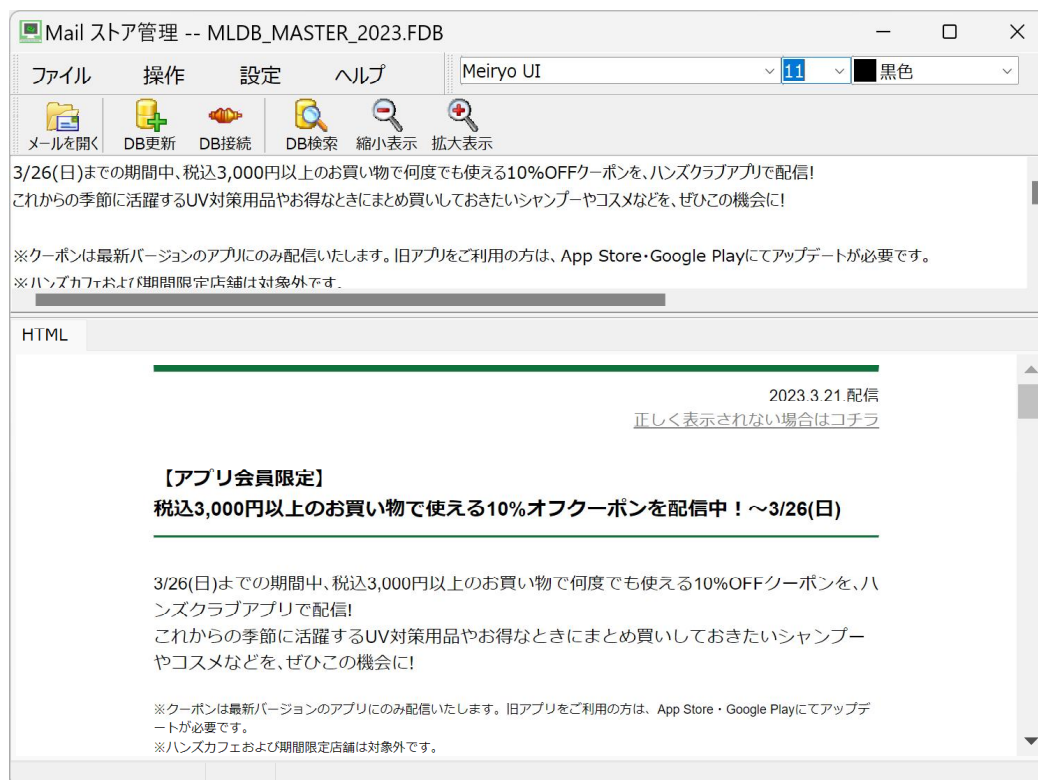 Mail ストア管理 -- MLDB_MASTER_2023.FDB
ファイル 操作 設定 ヘルプ Meiryo UI 11 黒色
メールを開く DB更新 DB接続 DB検索 縮小表示 拡大表示
3/26(日)までの期間中、税込3,000円以上のお買い物で何度でも使える10%OFFクーポンを、ハンズクラブアプリで配信!
これからの季節に活躍するUV対策用品やお得なときにまとめ買いしておきたいシャンプーやコスメなどを、ぜひこの機会に!
※クーポンは最新バージョンのアプリにのみ配信いたします。旧アプリをご利用の方は、App Store・Google Playにてアップデートが必要です。
※ハンズカフェおよび期間限定店舗は対象外です。
HTML
2023.3.21.配信
正しく表示されない場合はコチラ
【アプリ会員限定】
税込3,000円以上のお買い物で使える10%オフクーポンを配信中！～3/26(日)
3/26(日)までの期間中、税込3,000円以上のお買い物で何度でも使える10%OFFクーポンを、ハ
ンズクラブアプリで配信!
これからの季節に活躍するUV対策用品やお得なときにまとめ買いしておきたいシャンプー
やコスメなどを、ぜひこの機会に!
※クーポンは最新バージョンのアプリにのみ配信いたします。旧アプリをご利用の方は、App Store・Google Playにてアップデ
ートが必要です。
※ハンズカフェおよび期間限定店舗は対象外です。